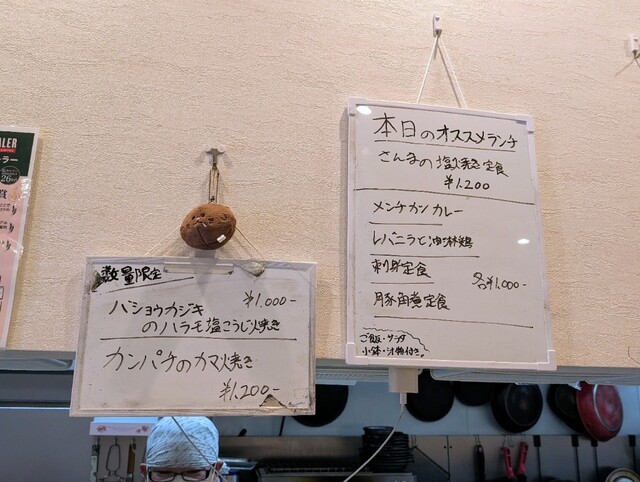 数量限定
バショウカジキ ¥1,000-
のハラモ塩こうじ焼き
カンパチのカマ焼き
¥1,200-
本日のオススメランチ
さんまの塩焼き定食
¥1,200
メンチカツカレー
レバニラと油淋鶏
刺身定食
各¥1,000-
豚角煮定食
ご飯・サラダ
小鉢・汁物付き。